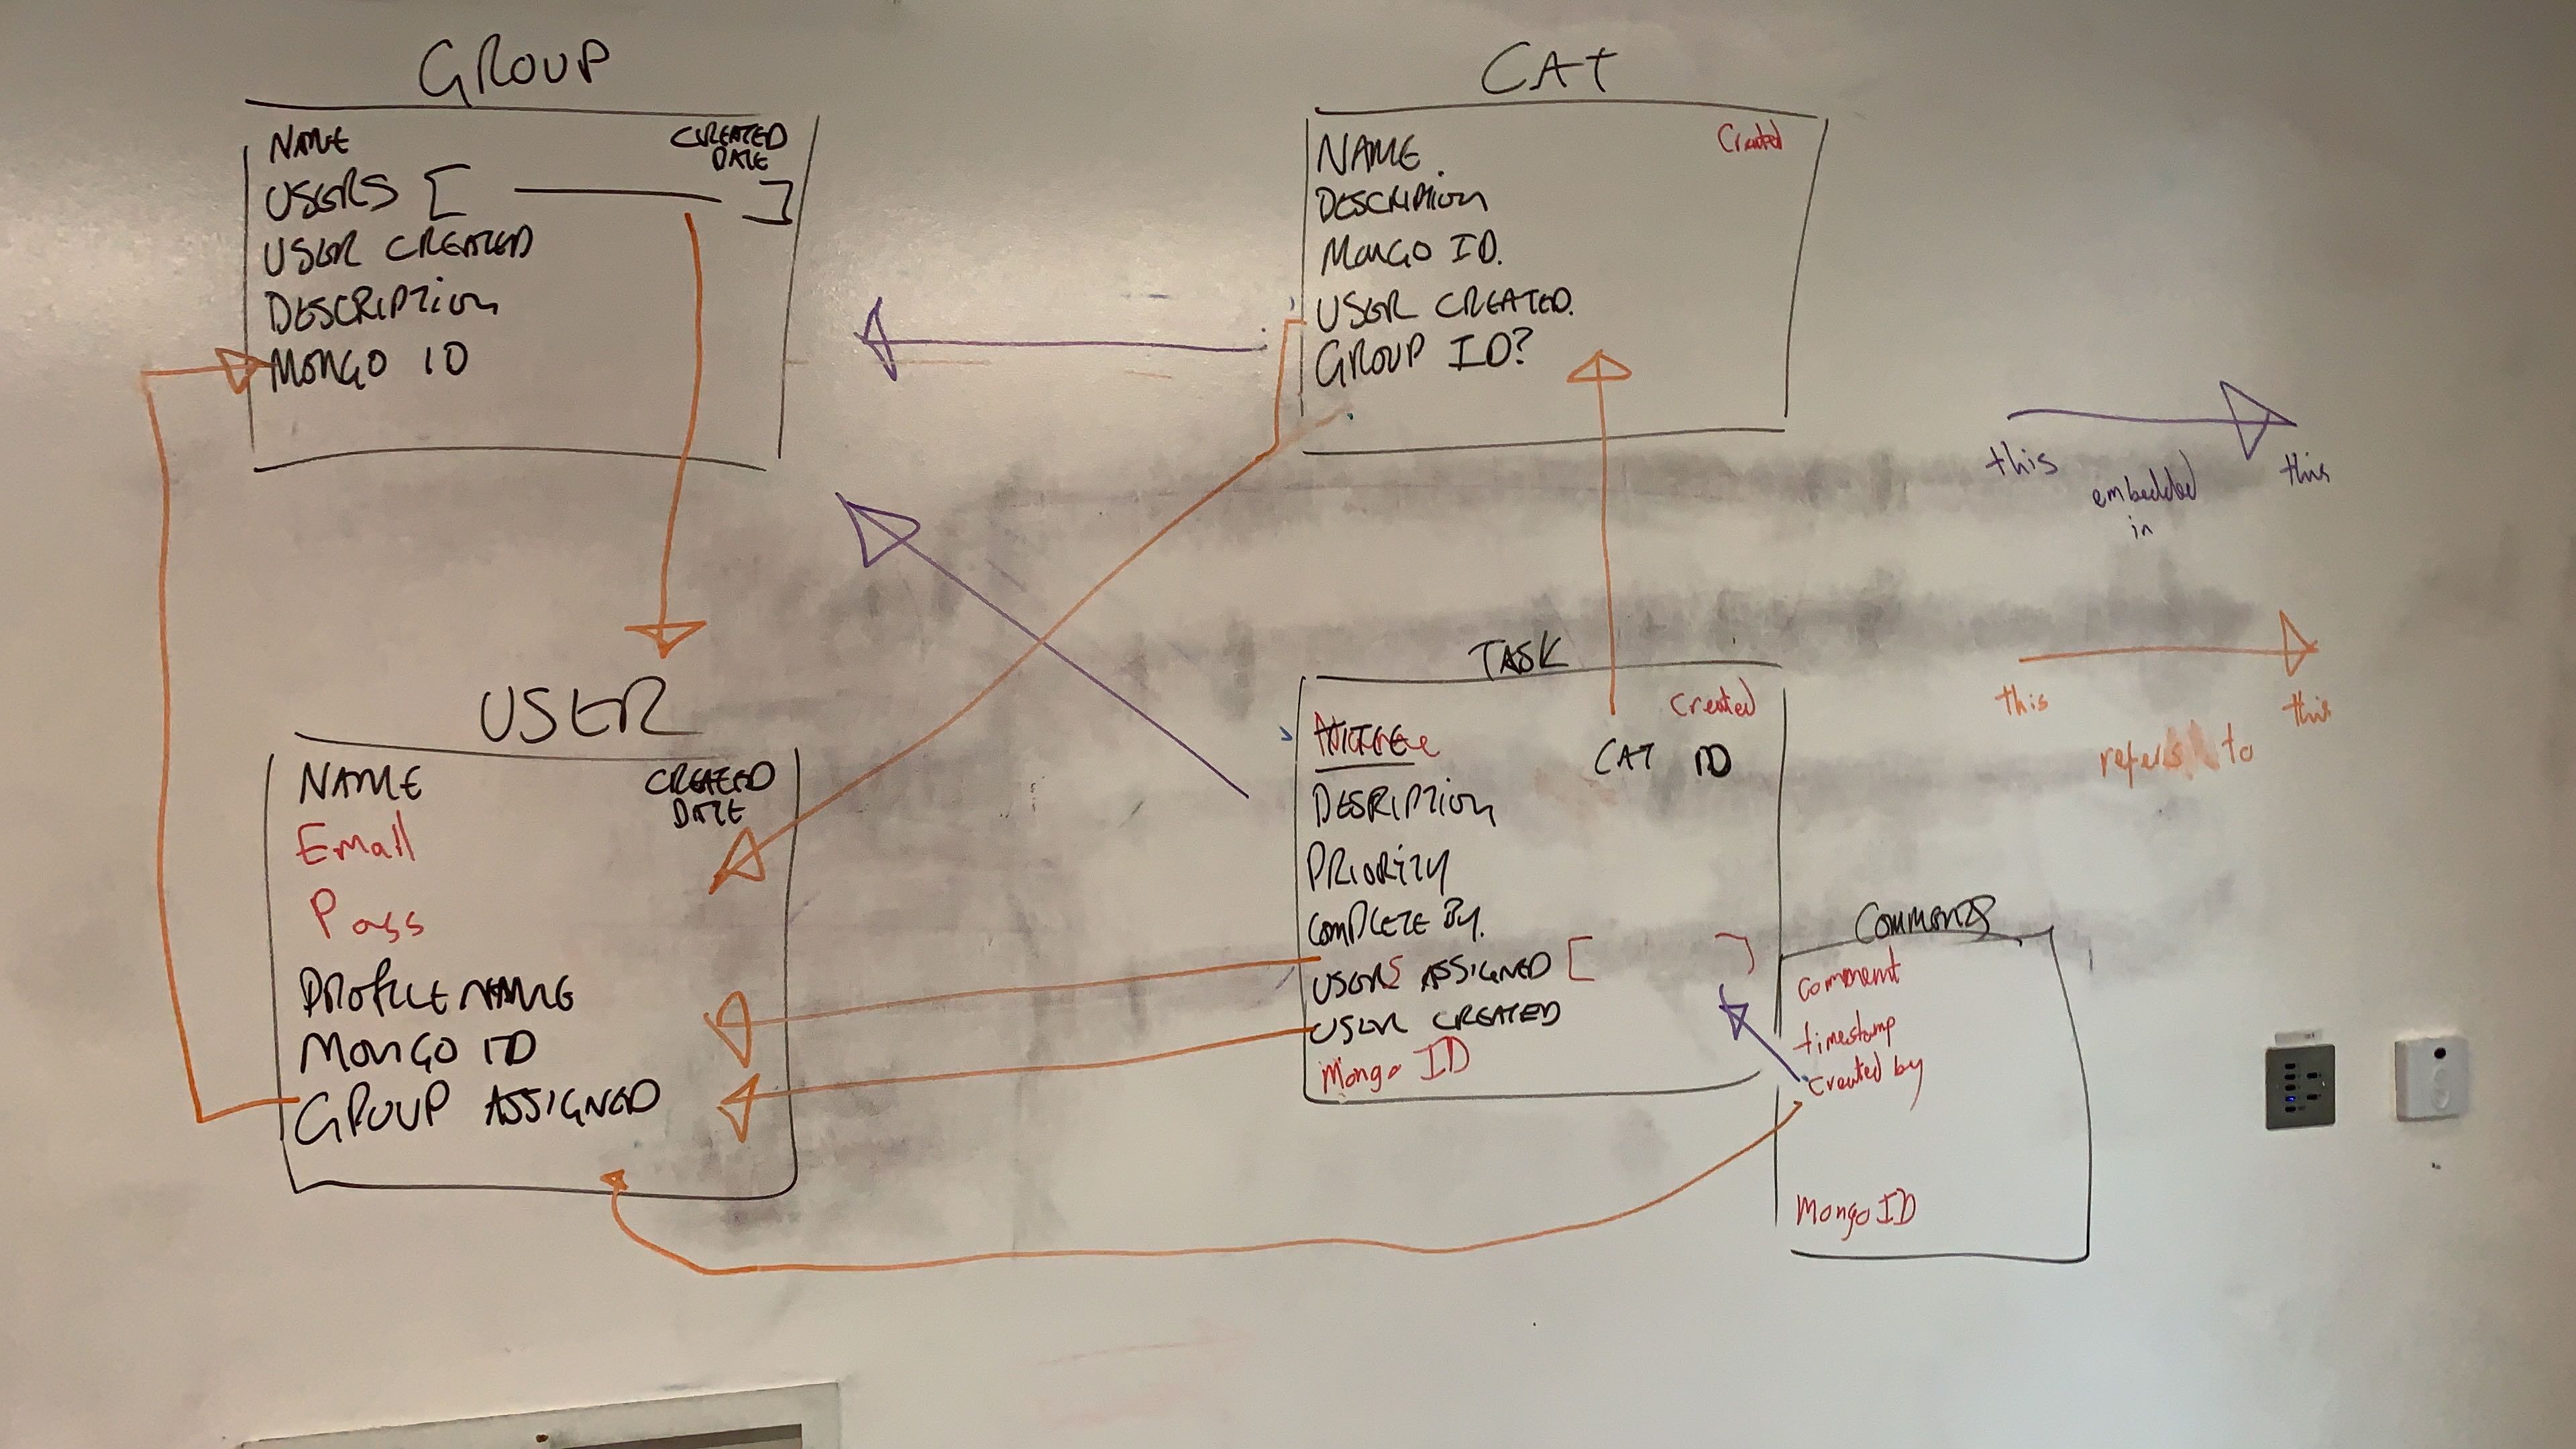 GROUP
NAME
CREATED
DATE
USERS [ ]
USER CREATED
DESCRIPTION
MONGO ID
CAT
NAME
Created
DESCRIPTION
MONGO ID.
USER CREATED.
GROUP ID?
this
embedded
in
this
this
refers to
this
USER
NAME
CREATED
DATE
Email
Pass
PROFILE NAME
MONGO ID
GROUP ASSIGNED
TASK
Created
CAT ID
DESRIPTION
PRIORITY
COMPLETE BY.
USERS ASSIGNED [ ]
USER CREATED
Mongo ID
COMMENTS
comment
timestamp
Created by
Mongo ID